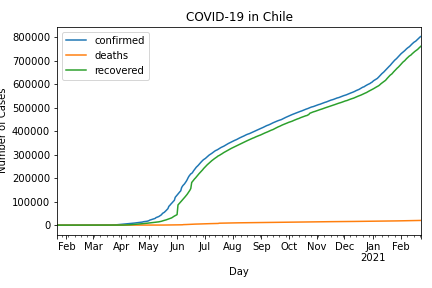 COVID-19 in Chile
confirmed
deaths
recovered
800000
700000
600000
500000
400000
300000
200000
100000
0
Number of Cases
Feb Mar Apr May Jun Jul Aug Sep Oct Nov Dec Jan Feb
2021
Day